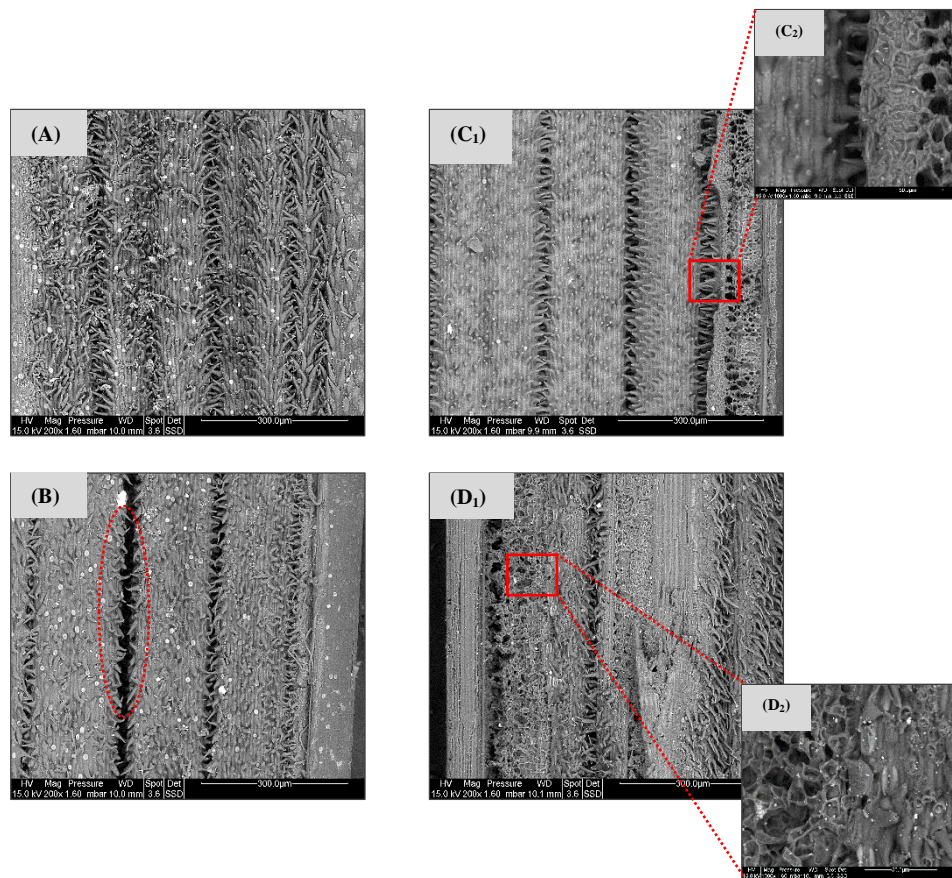 (C₂)
(A)
(C₁)
HV Mag Pressure WD Spot Det
15.0 kV 200x 1.60 mbar 10.0 mm 3.6 SSD
300.0µm
HV Mag Pressure WD Spot Det
15.0 kV 200x 1.60 mbar 9.9 mm 3.6 SSD
300.0µm
(B)
(D₁)
HV Mag Pressure WD Spot Det
15.0 kV 200x 1.60 mbar 10.0 mm 3.6 SSD
300.0µm
HV Mag Pressure WD Spot Det
15.0 kV 200x 1.60 mbar 10.1 mm 3.6 SSD
300.0µm
(D₂)